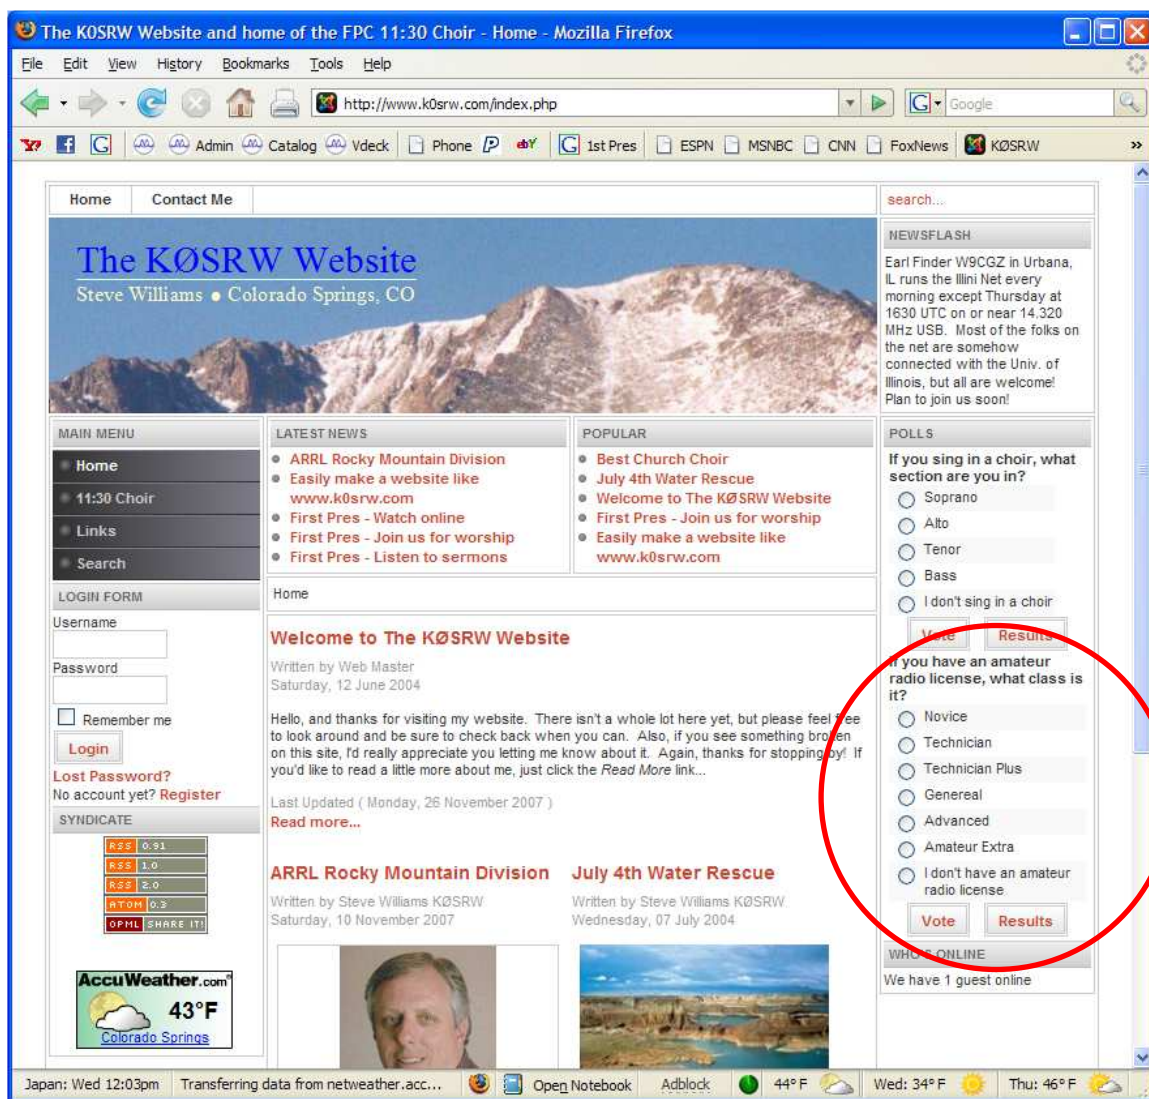 The K0SRW Website and home of the FPC 11:30 Choir - Home - Mozilla Firefox
File Edit View History Bookmarks Tools Help
http://www.k0srw.com/index.php
Google
Admin Catalog Vdeck Phone 1st Pres ESPN MSNBC CNN FoxNews KØSRW »
Home Contact Me
search...
The KØSRW Website
Steve Williams ● Colorado Springs, CO
NEWSFLASH
Earl Finder W9CGZ in Urbana,
IL runs the Illini Net every
morning except Thursday at
1630 UTC on or near 14.320
MHz USB. Most of the folks on
the net are somehow
connected with the Univ. of
Illinois, but all are welcome!
Plan to join us soon!
MAIN MENU
Home
11:30 Choir
Links
Search
LOGIN FORM
Username
Password
Remember me
Login
Lost Password?
No account yet? Register
SYNDICATE
RSS 0.91
RSS 1.0
RSS 2.0
ATOM 0.3
OPML SHARE IT!
AccuWeather.com®
43°F
Colorado Springs
LATEST NEWS
ARRL Rocky Mountain Division
Easily make a website like
www.k0srw.com
First Pres - Watch online
First Pres - Join us for worship
First Pres - Listen to sermons
POPULAR
Best Church Choir
July 4th Water Rescue
Welcome to The KØSRW Website
First Pres - Join us for worship
Easily make a website like
www.k0srw.com
Home
Welcome to The KØSRW Website
Written by Web Master
Saturday, 12 June 2004
Hello, and thanks for visiting my website. There isn't a whole lot here yet, but please feel free
to look around and be sure to check back when you can. Also, if you see something broken
on this site, I'd really appreciate you letting me know about it. Again, thanks for stopping by! If
you'd like to read a little more about me, just click the Read More link...
Last Updated ( Monday, 26 November 2007 )
Read more...
ARRL Rocky Mountain Division
Written by Steve Williams KØSRW
Saturday, 10 November 2007
July 4th Water Rescue
Written by Steve Williams KØSRW
Wednesday, 07 July 2004
POLLS
If you sing in a choir, what
section are you in?
Soprano
Alto
Tenor
Bass
I don't sing in a choir
Vote Results
If you have an amateur
radio license, what class is
it?
Novice
Technician
Technician Plus
Genereal
Advanced
Amateur Extra
I don't have an amateur
radio license
Vote Results
WHO'S ONLINE
We have 1 guest online
Japan: Wed 12:03pm Transferring data from netweather.acc... Open Notebook Adblock 44° F Wed: 34° F Thu: 46° F